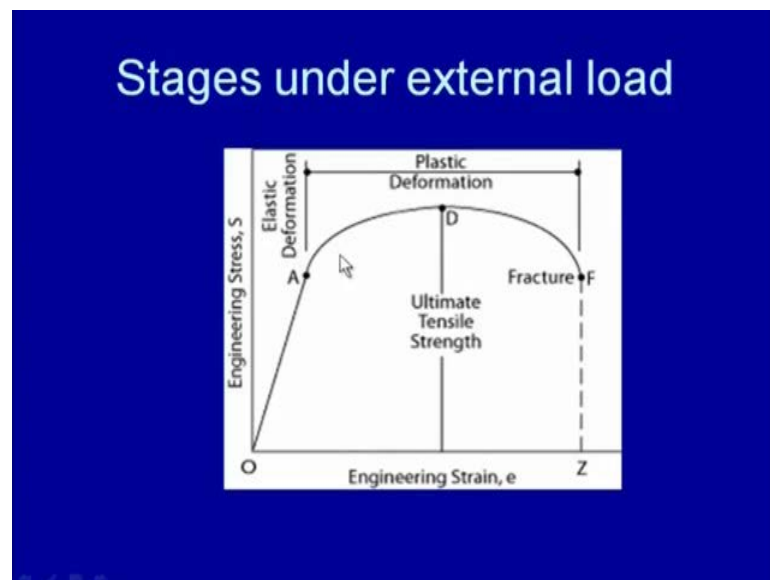 Stages under external load
Plastic
Deformation
Elastic
Deformation
Engineering Stress, S
D
A
Fracture
F
Ultimate
Tensile
Strength
O
Engineering Strain, e
Z